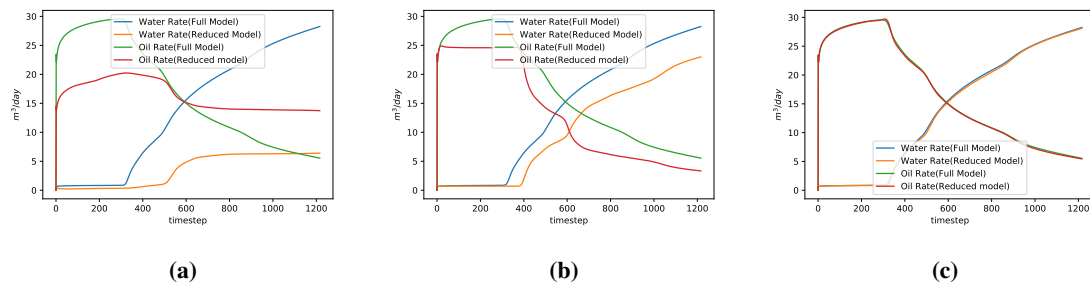 30
25
20
15
10
5
0
m³/day
Water Rate(Full Model)
Water Rate(Reduced Model)
Oil Rate(Full Model)
Oil Rate(Reduced model)
0 200 400 600 800 1000 1200
timestep
(a)
30
25
20
15
10
5
0
m³/day
Water Rate(Full Model)
Water Rate(Reduced Model)
Oil Rate(Full Model)
Oil Rate(Reduced model)
0 200 400 600 800 1000 1200
timestep
(b)
30
25
20
15
10
5
0
m³/day
Water Rate(Full Model)
Water Rate(Reduced Model)
Oil Rate(Full Model)
Oil Rate(Reduced model)
0 200 400 600 800 1000 1200
timestep
(c)